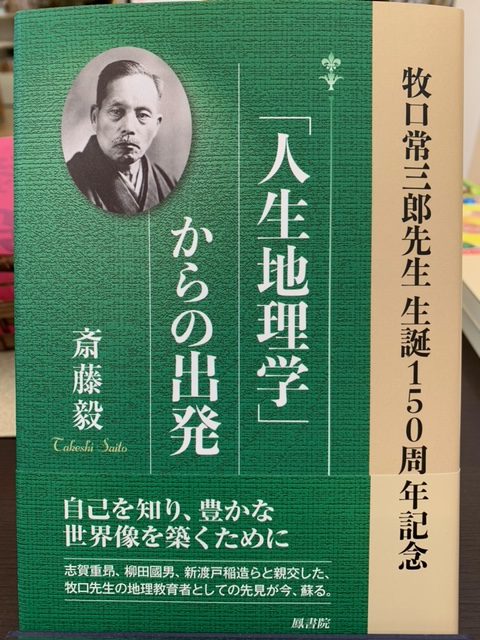 牧口常三郎先生 生誕150周年記念
「人生地理学」
からの出発
斎藤毅
Takeshi Saito
自己を知り、豊かな
世界像を築くために
志賀重昂、柳田國男、新渡戸稲造らと親交した、
牧口先生の地理教育者としての先見が今、蘇る。
鳳書院